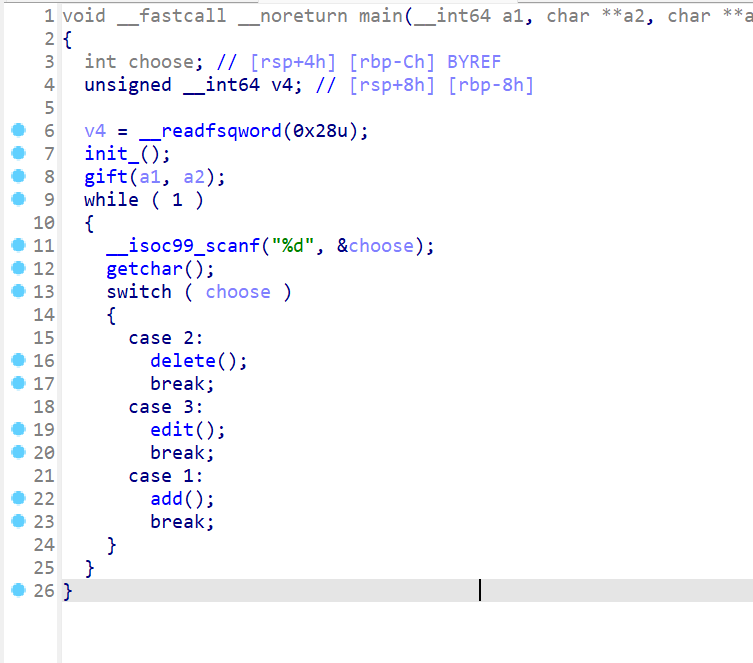 1 void __fastcall __noreturn main(__int64 a1, char **a2, char **a
2 {
3   int choose; // [rsp+4h] [rbp-Ch] BYREF
4   unsigned __int64 v4; // [rsp+8h] [rbp-8h]
5
6   v4 = __readfsqword(0x28u);
7   init_();
8   gift(a1, a2);
9   while ( 1 )
10   {
11     __isoc99_scanf("%d", &choose);
12     getchar();
13     switch ( choose )
14     {
15       case 2:
16         delete();
17         break;
18       case 3:
19         edit();
20         break;
21       case 1:
22         add();
23         break;
24     }
25   }
26 }